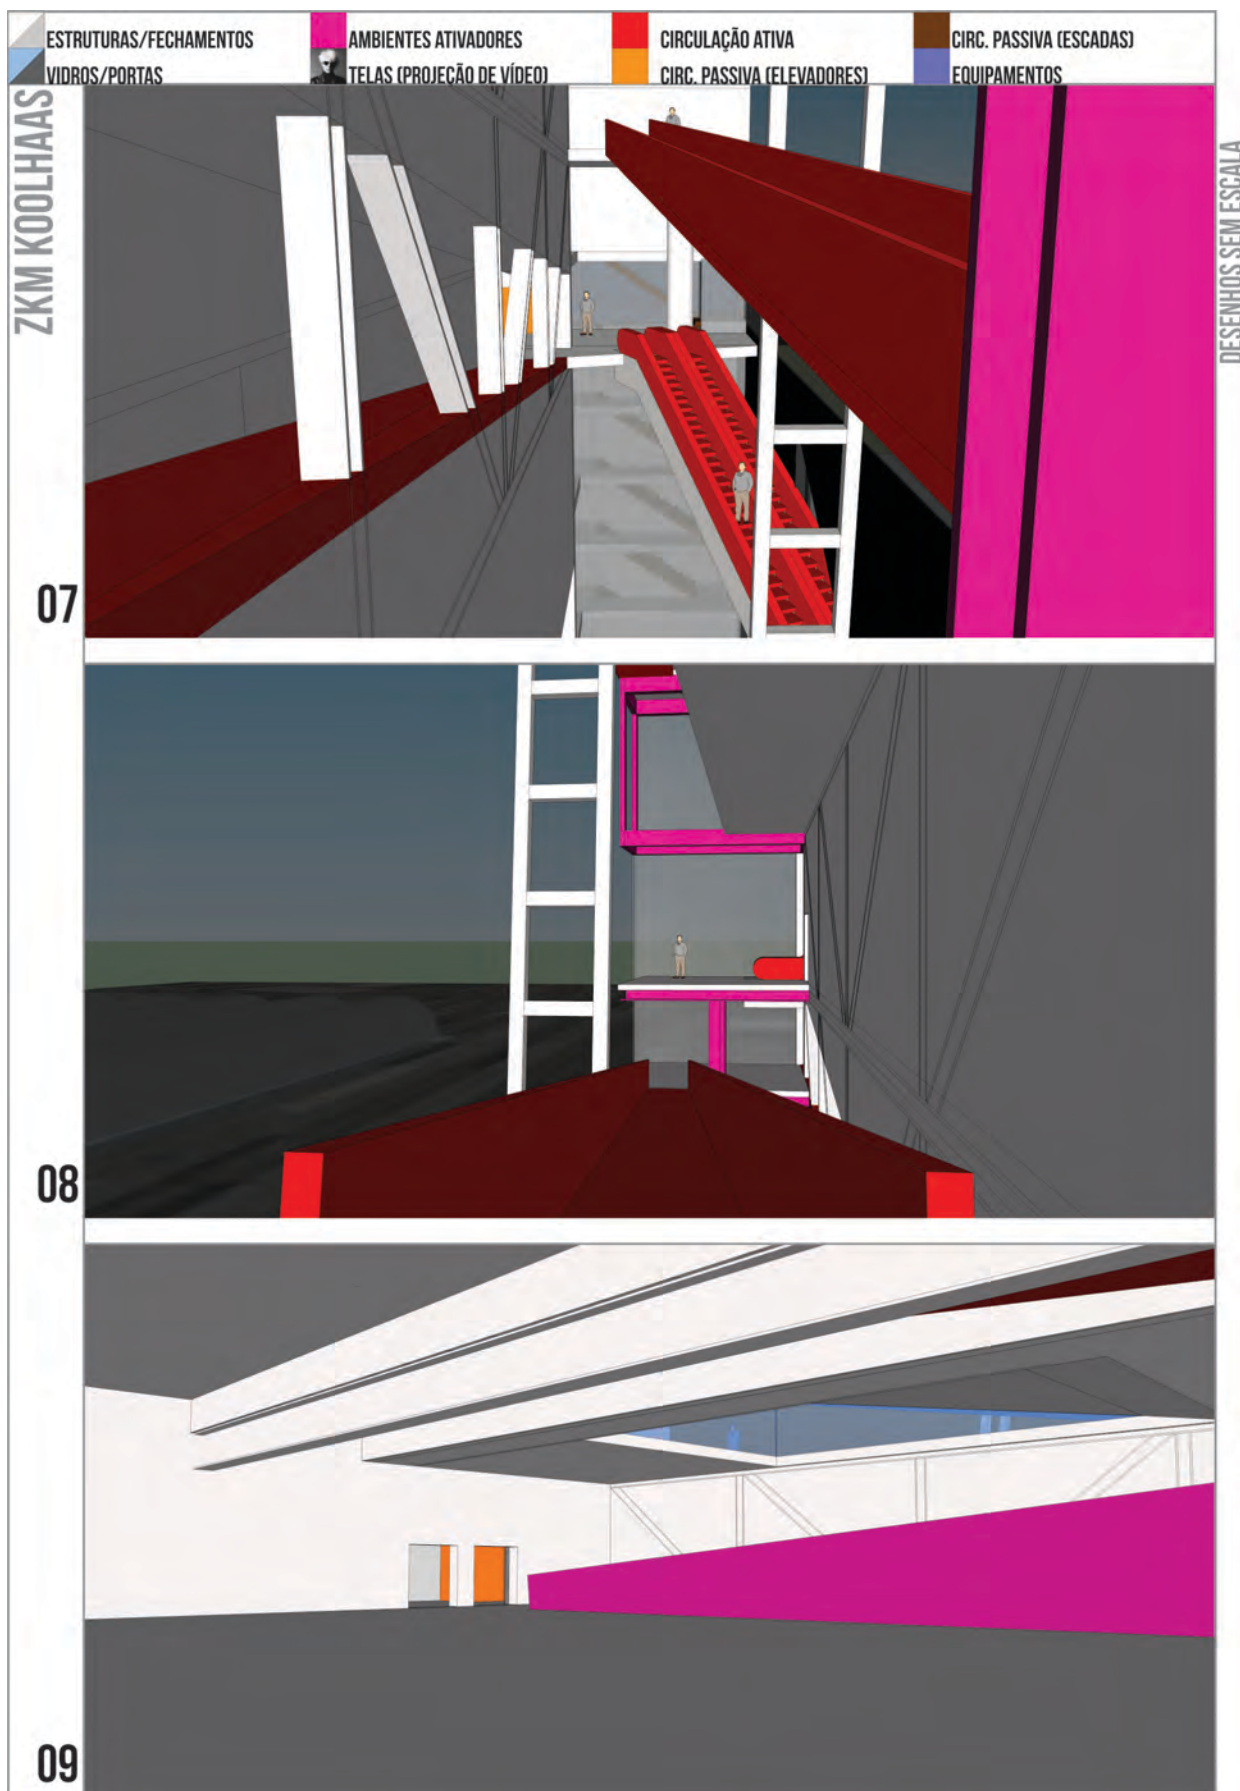 ESTRUTURAS/FECHAMENTOS
VIDROS/PORTAS
AMBIENTES ATIVADORES
TELAS (PROJEÇÃO DE VÍDEO)
CIRCULAÇÃO ATIVA
CIRC. PASSIVA (ELEVADORES)
CIRC. PASSIVA (ESCADAS)
EQUIPAMENTOS
ZKM KOOLHAAS
DESENHOS SEM ESCALA
07
08
09